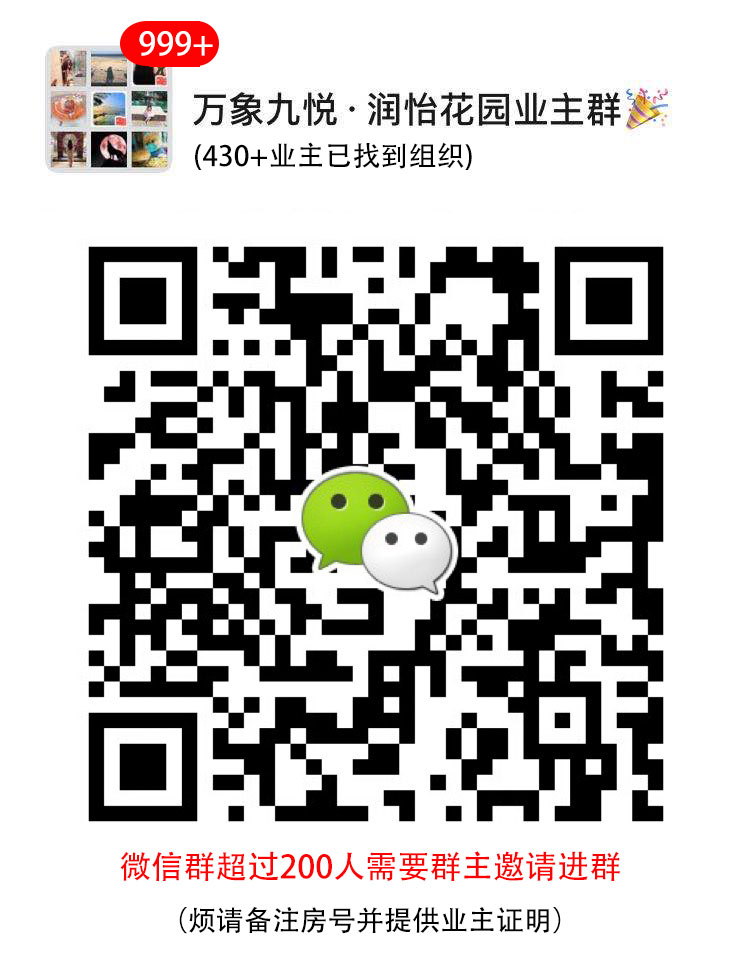 999+
万象九悦·润怡花园业主群🎉
(430+业主已找到组织)
微信群超过200人需要群主邀请进群
（烦请备注房号并提供业主证明）